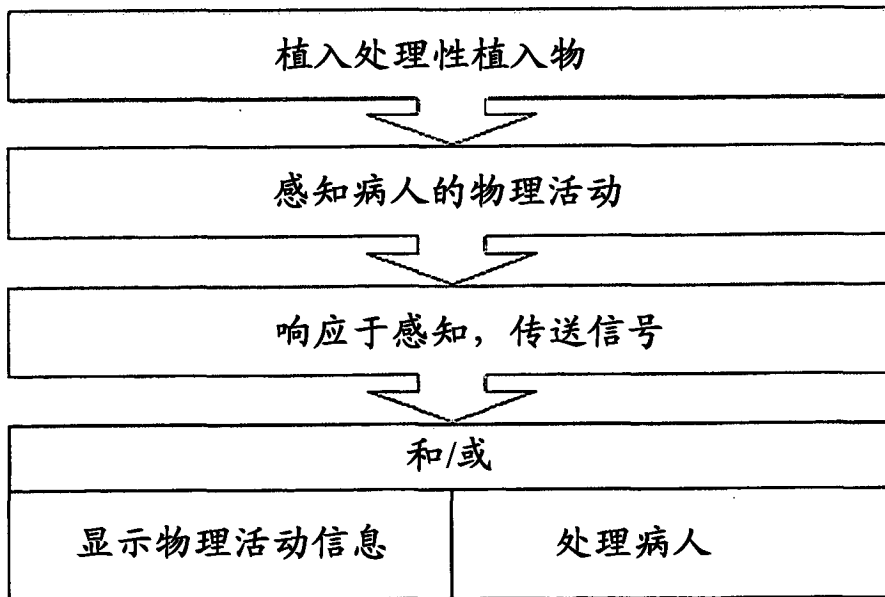 植入处理性植入物
感知病人的物理活动
响应于感知，传送信号
和/或
显示物理活动信息
处理病人